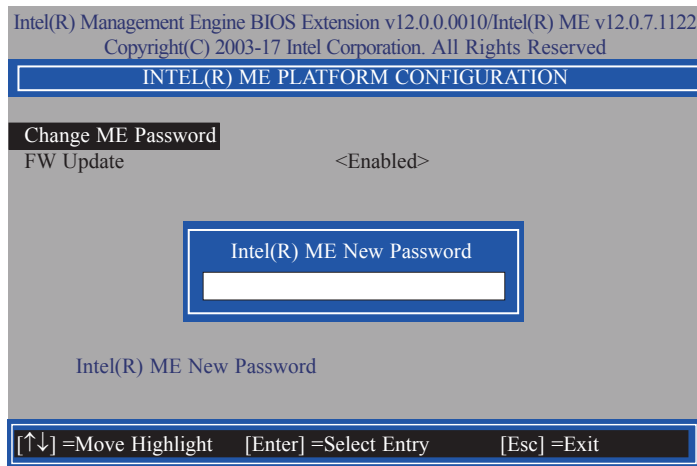 Intel(R) Management Engine BIOS Extension v12.0.0.0010/Intel(R) ME v12.0.7.1122
Copyright(C) 2003-17 Intel Corporation. All Rights Reserved
INTEL(R) ME PLATFORM CONFIGURATION
Change ME Password
FW Update <Enabled>
Intel(R) ME New Password
Intel(R) ME New Password
[↑↓] =Move Highlight [Enter] =Select Entry [Esc] =Exit